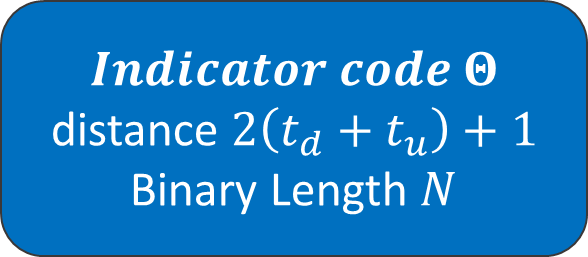 Indicator code Θ
distance 2(t_d + t_u) + 1
Binary Length N